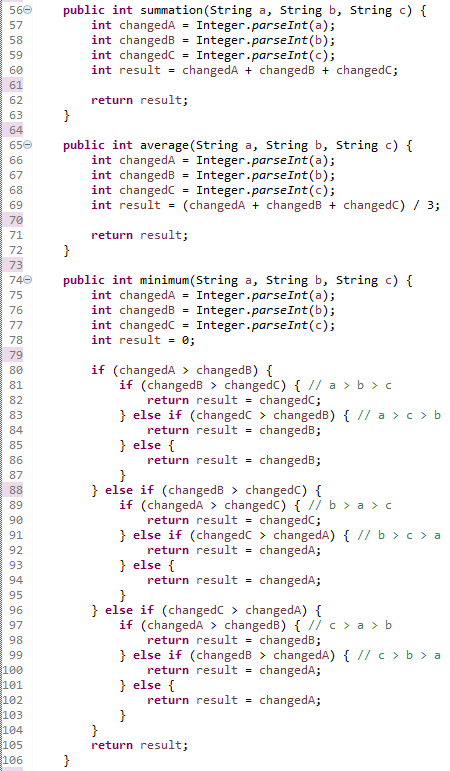 56 public int summation(String a, String b, String c) {
57     int changedA = Integer.parseInt(a);
58     int changedB = Integer.parseInt(b);
59     int changedC = Integer.parseInt(c);
60     int result = changedA + changedB + changedC;
61
62     return result;
63 }
64
65 public int average(String a, String b, String c) {
66     int changedA = Integer.parseInt(a);
67     int changedB = Integer.parseInt(b);
68     int changedC = Integer.parseInt(c);
69     int result = (changedA + changedB + changedC) / 3;
70
71     return result;
72 }
73
74 public int minimum(String a, String b, String c) {
75     int changedA = Integer.parseInt(a);
76     int changedB = Integer.parseInt(b);
77     int changedC = Integer.parseInt(c);
78     int result = 0;
79
80     if (changedA > changedB) {
81         if (changedB > changedC) { // a > b > c
82             return result = changedC;
83         } else if (changedC > changedB) { // a > c > b
84             return result = changedB;
85         } else {
86             return result = changedB;
87         }
88     } else if (changedB > changedC) {
89         if (changedA > changedC) { // b > a > c
90             return result = changedC;
91         } else if (changedC > changedA) { // b > c > a
92             return result = changedA;
93         } else {
94             return result = changedA;
95         }
96     } else if (changedC > changedA) {
97         if (changedA > changedB) { // c > a > b
98             return result = changedB;
99         } else if (changedB > changedA) { // c > b > a
100             return result = changedA;
101         } else {
102             return result = changedA;
103         }
104     }
105     return result;
106 }